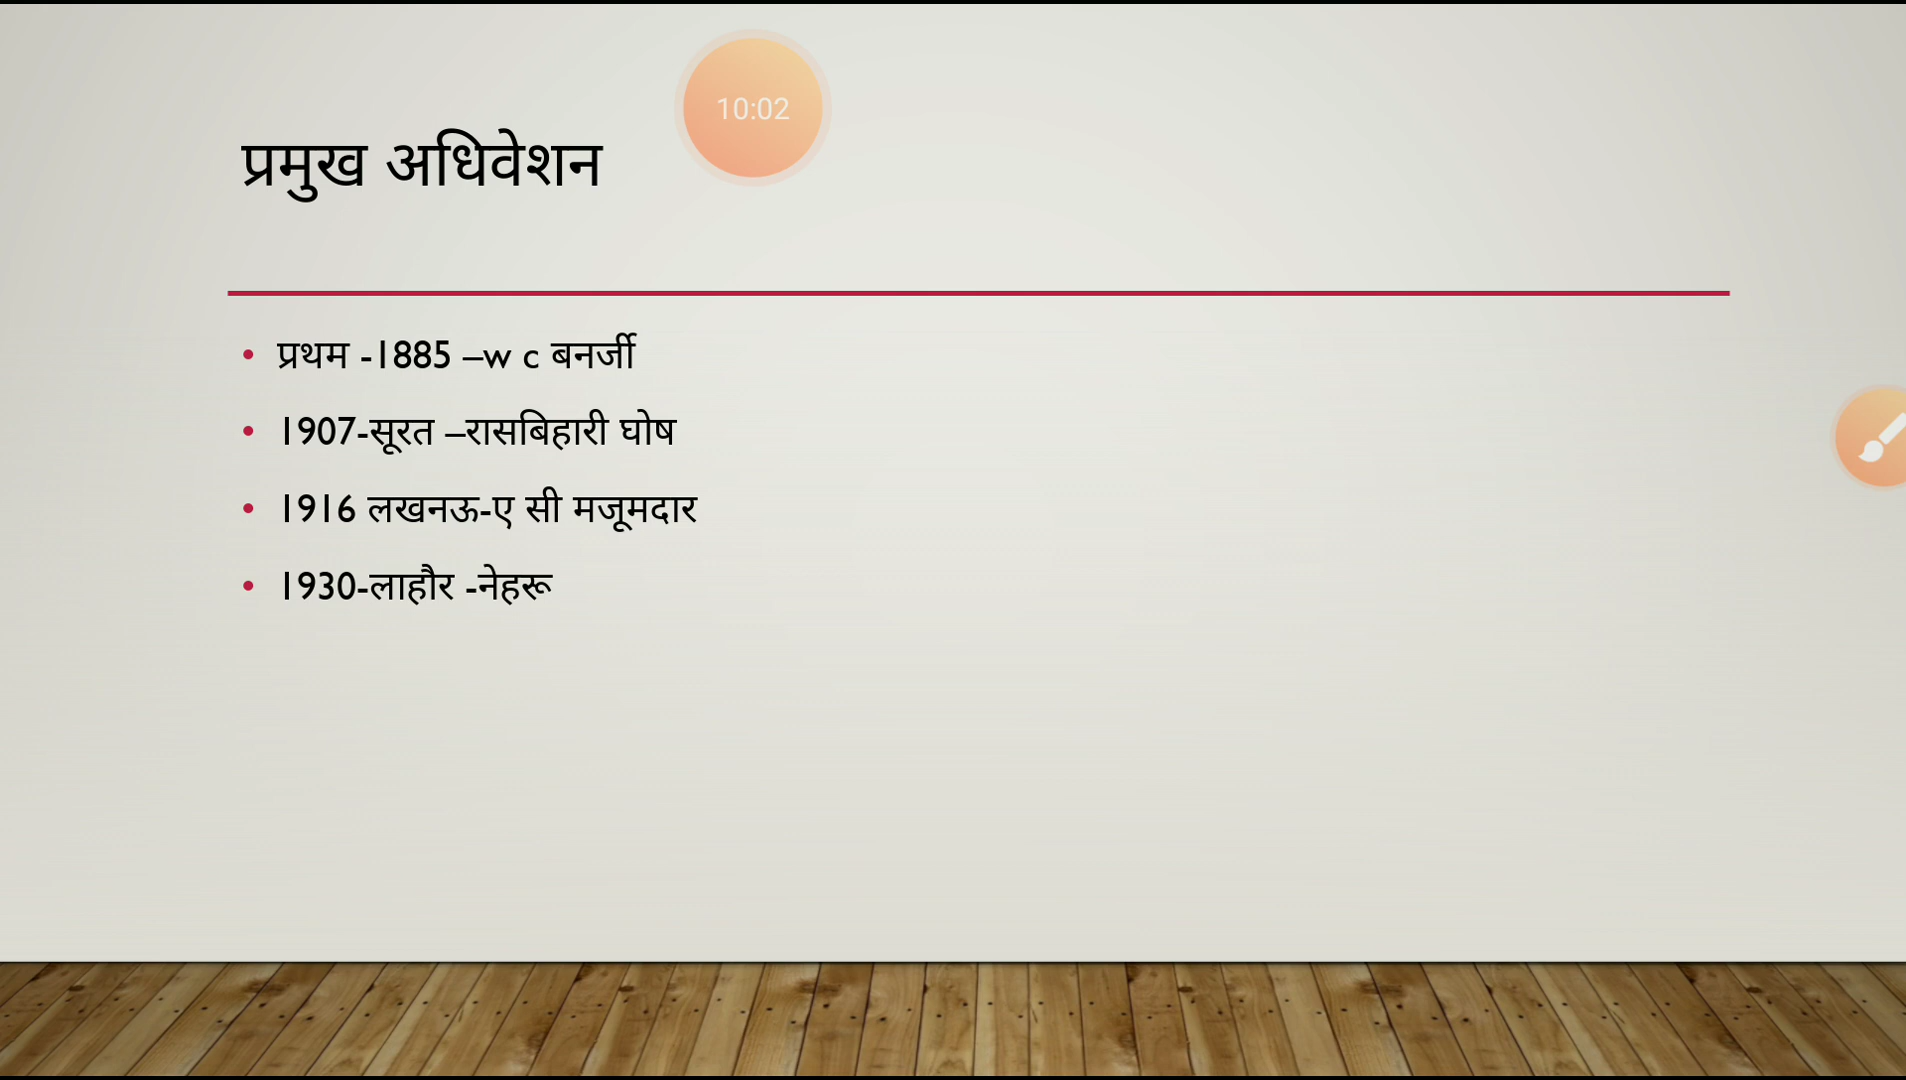 10:02
प्रमुख अधिवेशन
• प्रथम -1885 –w c बनर्जी
• 1907-सूरत –रासबिहारी घोष
• 1916 लखनऊ-ए सी मजूमदार
• 1930-लाहौर -नेहरू